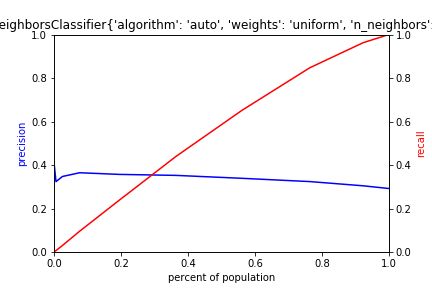 eighborsClassifier{'algorithm': 'auto', 'weights': 'uniform', 'n_neighbors':
1.0 1.0
0.8 0.8
0.6 0.6
precision recall
0.4 0.4
0.2 0.2
0.0 0.0
0.0 0.2 0.4 0.6 0.8 1.0
percent of population